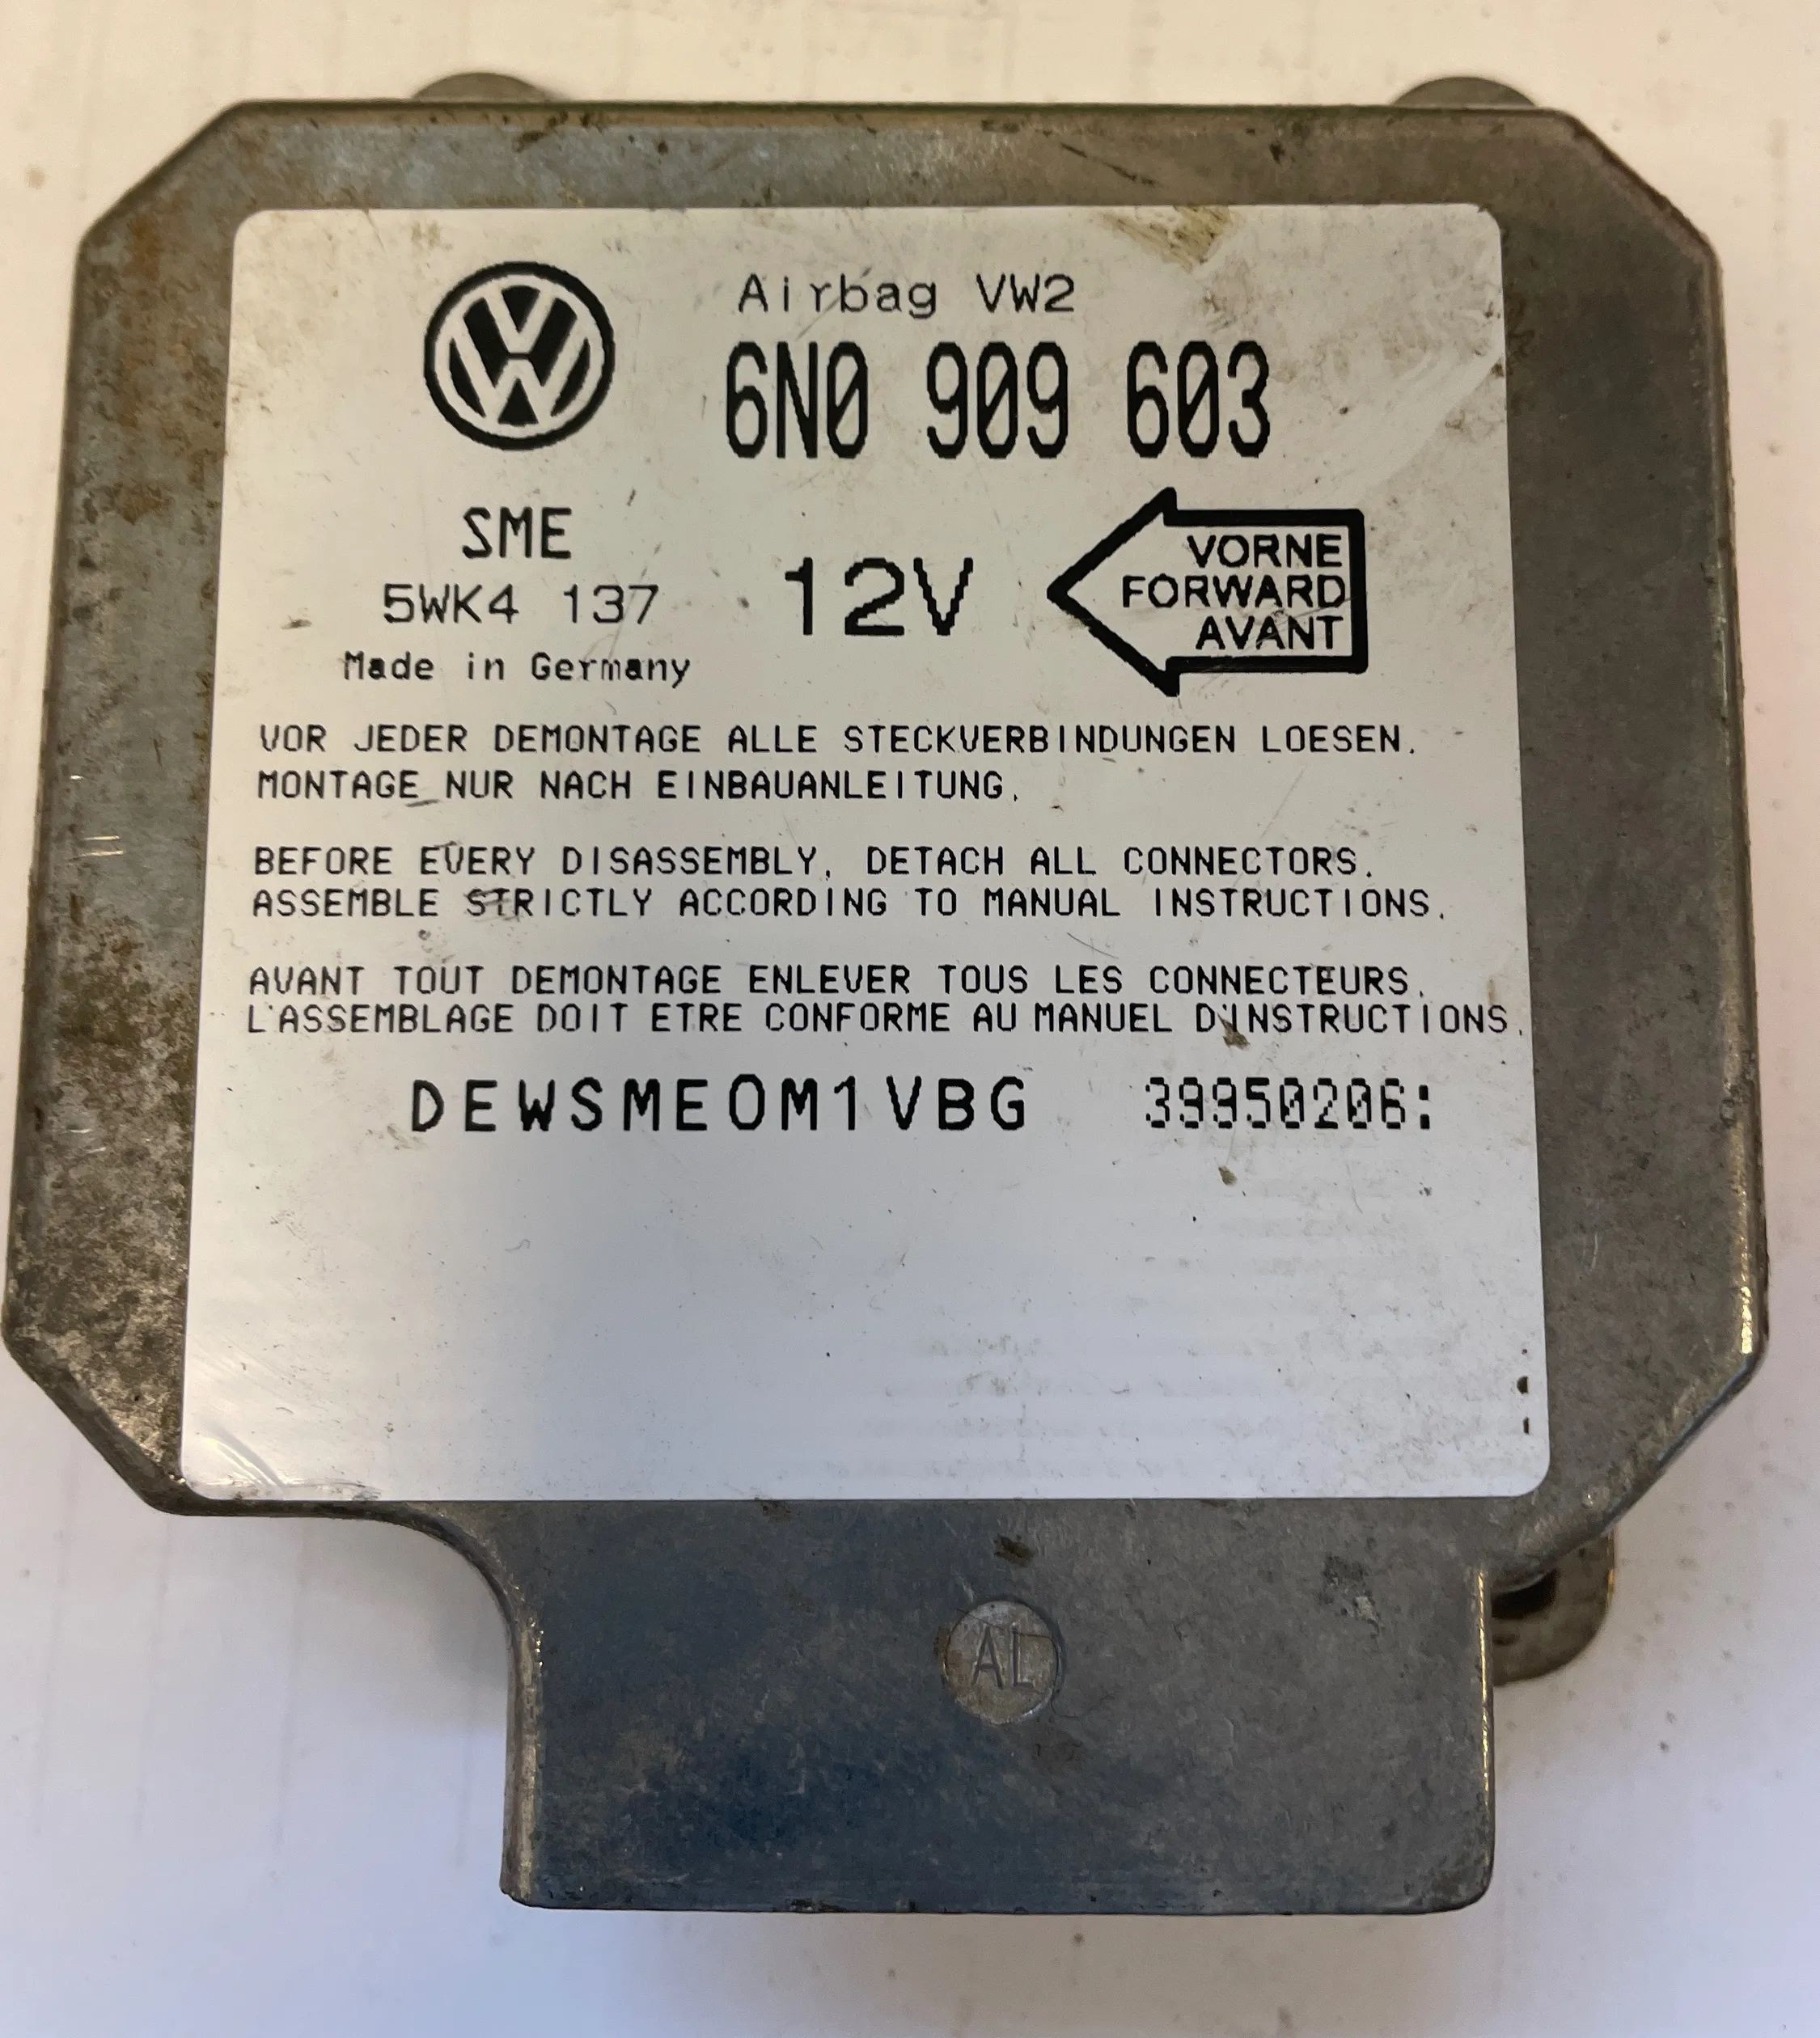 Airbag VW2
6N0 909 603
SME
5WK4 137
Made in Germany
12V
VORNE
FORWARD
AVANT
VOR JEDER DEMONTAGE ALLE STECKVERBINDUNGEN LOESEN.
MONTAGE NUR NACH EINBAUANLEITUNG.
BEFORE EVERY DISASSEMBLY, DETACH ALL CONNECTORS.
ASSEMBLE STRICTLY ACCORDING TO MANUAL INSTRUCTIONS.
AVANT TOUT DEMONTAGE ENLEVER TOUS LES CONNECTEURS.
L'ASSEMBLAGE DOIT ETRE CONFORME AU MANUEL D'INSTRUCTIONS.
DEWSME0M1VBG 39950206:
AL